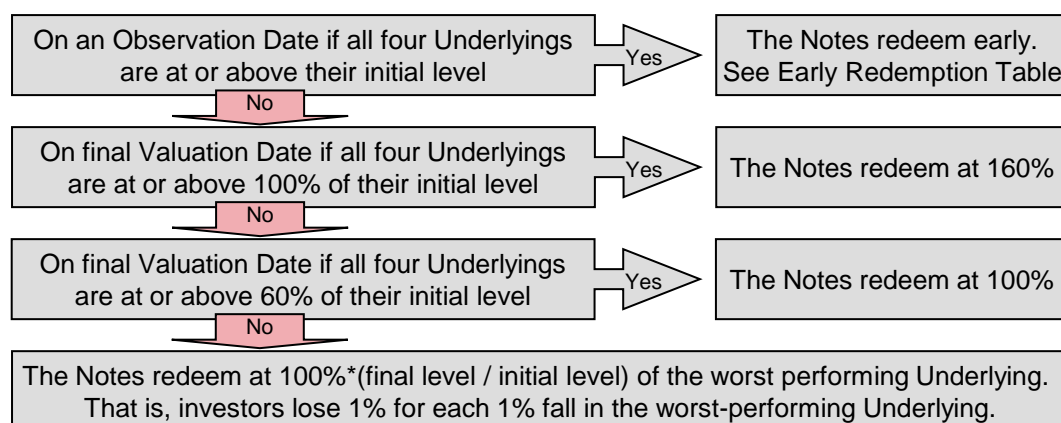 On an Observation Date if all four Underlyings
are at or above their initial level
Yes
The Notes redeem early.
See Early Redemption Table
No
On final Valuation Date if all four Underlyings
are at or above 100% of their initial level
Yes
The Notes redeem at 160%
No
On final Valuation Date if all four Underlyings
are at or above 60% of their initial level
Yes
The Notes redeem at 100%
No
The Notes redeem at 100%*(final level / initial level) of the worst performing Underlying.
That is, investors lose 1% for each 1% fall in the worst-performing Underlying.